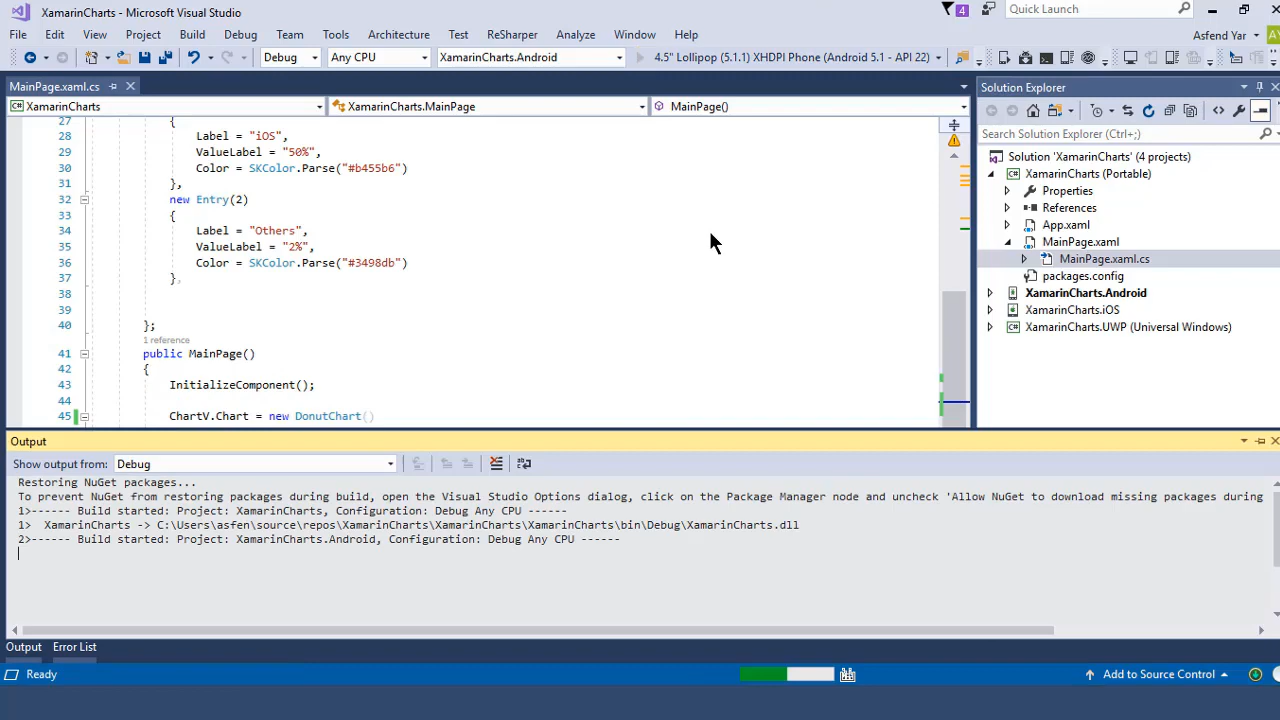 XamarinCharts - Microsoft Visual Studio
4
Quick Launch
File Edit View Project Build Debug Team Tools Architecture Test ReSharper Analyze Window Help
Asfend Yar
AY
Debug Any CPU XamarinCharts.Android 4.5" Lollipop (5.1) XHDPI Phone (Android 5.1 - API 22)
MainPage.xaml.cs
XamarinCharts XamarinCharts.MainPage MainPage()
27 {
28 Label = "iOS",
29 ValueLabel = "50%",
30 Color = SKColor.Parse("#b455b6")
31 },
32 new Entry(2)
33 {
34 Label = "Others",
35 ValueLabel = "2%",
36 Color = SKColor.Parse("#3498db")
37 },
38
39
40 };
1 reference
41 public MainPage()
42 {
43 InitializeComponent();
44
45 ChartV.Chart = new DonutChart()
Solution Explorer
Search Solution Explorer (Ctrl+;)
Solution 'XamarinCharts' (4 projects)
XamarinCharts (Portable)
Properties
References
App.xaml
MainPage.xaml
MainPage.xaml.cs
packages.config
XamarinCharts.Android
XamarinCharts.iOS
XamarinCharts.UWP (Universal Windows)
Output
Show output from: Debug
Restoring NuGet packages...
To prevent NuGet from restoring packages during build, open the Visual Studio Options dialog, click on the Package Manager node and uncheck 'Allow NuGet to download missing packages during
1>------ Build started: Project: XamarinCharts, Configuration: Debug Any CPU ------
1>  XamarinCharts -> C:\Users\asfen\source\repos\XamarinCharts\XamarinCharts\XamarinCharts\bin\Debug\XamarinCharts.dll
2>------ Build started: Project: XamarinCharts.Android, Configuration: Debug Any CPU ------
Output Error List
Ready
Add to Source Control